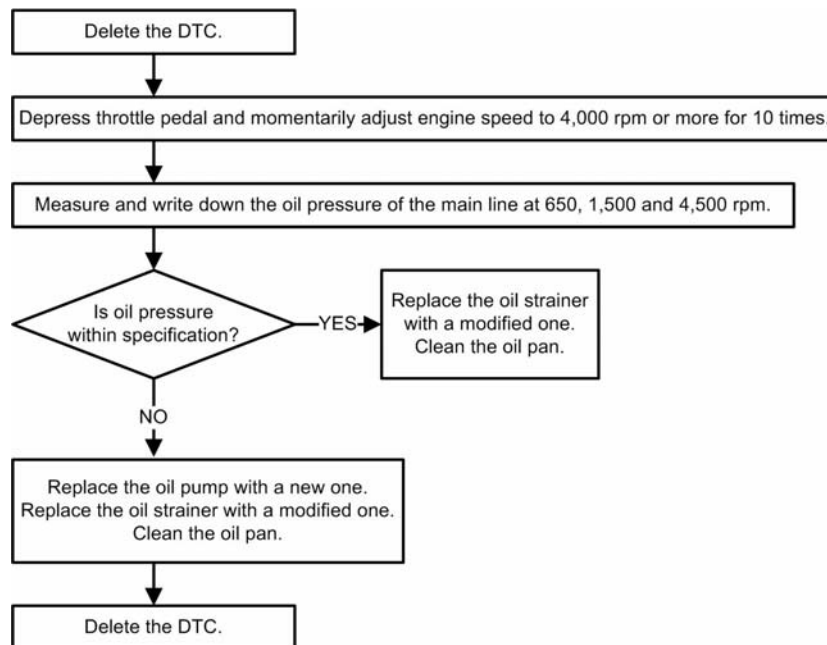 Delete the DTC.
Depress throttle pedal and momentarily adjust engine speed to 4,000 rpm or more for 10 times.
Measure and write down the oil pressure of the main line at 650, 1,500 and 4,500 rpm.
Is oil pressure
within specification?
YES
Replace the oil strainer
with a modified one.
Clean the oil pan.
NO
Replace the oil pump with a new one.
Replace the oil strainer with a modified one.
Clean the oil pan.
Delete the DTC.